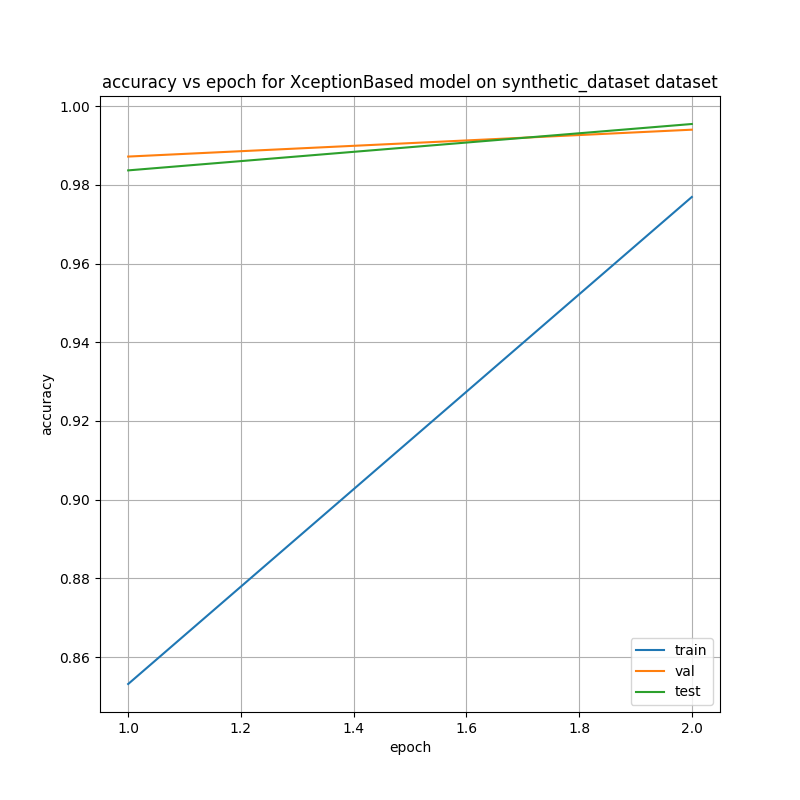 accuracy vs epoch for XceptionBased model on synthetic_dataset dataset
1.00
0.98
0.96
0.94
0.92
0.90
0.88
0.86
accuracy
train
val
test
1.0 1.2 1.4 1.6 1.8 2.0
epoch